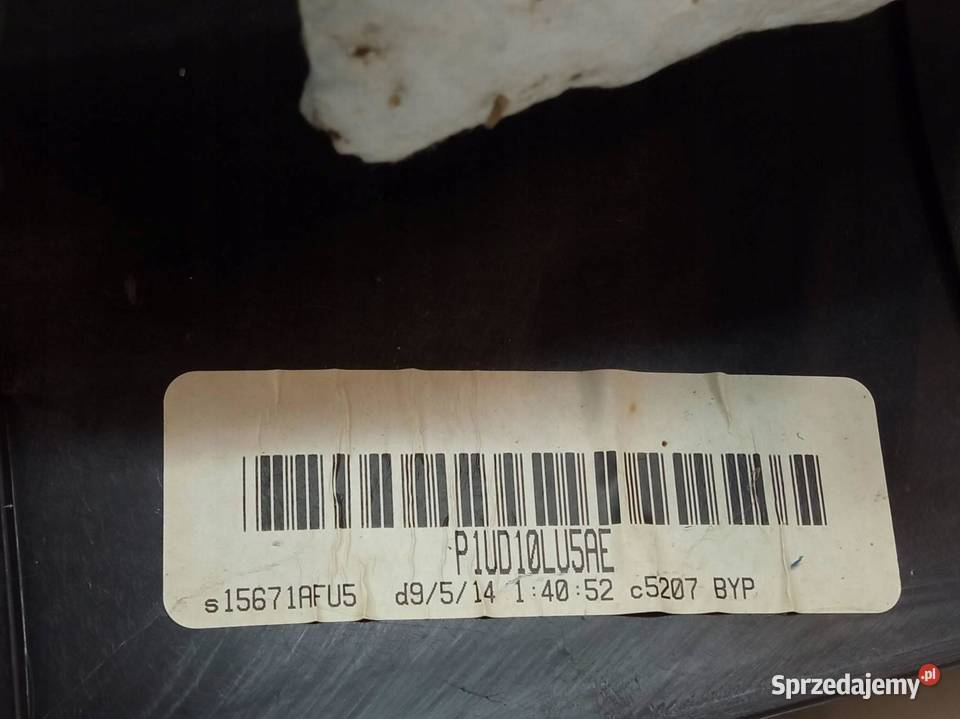 P1UD10LU5AE
s15671AFU5 d9/5/14 1:40:52 c5207 BYP
Sprzedajemy.pl